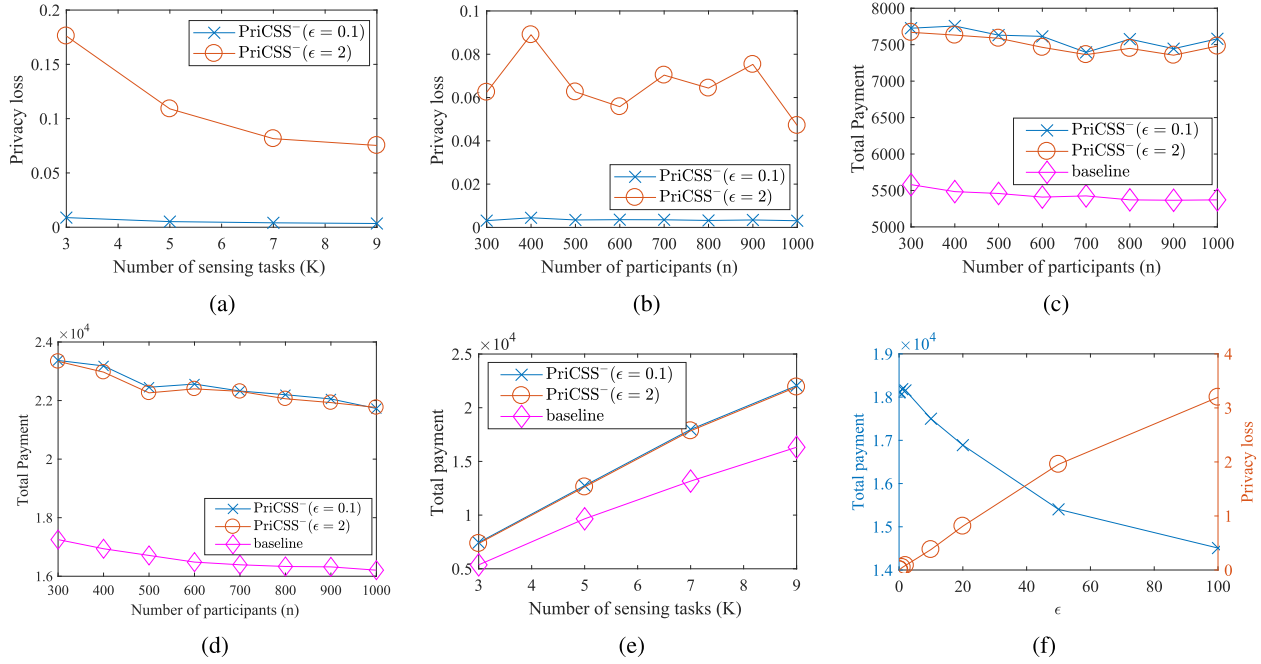 0.2
0.15
0.1
0.05
0
Privacy loss
PriCSS⁻(ϵ = 0.1)
PriCSS⁻(ϵ = 2)
3 4 5 6 7 8 9
Number of sensing tasks (K)
(a)
0.1
0.08
0.06
0.04
0.02
0
Privacy loss
PriCSS⁻(ϵ = 0.1)
PriCSS⁻(ϵ = 2)
300 400 500 600 700 800 900 1000
Number of participants (n)
(b)
8000
7500
7000
6500
6000
5500
5000
Total Payment
PriCSS⁻(ϵ = 0.1)
PriCSS⁻(ϵ = 2)
baseline
300 400 500 600 700 800 900 1000
Number of participants (n)
(c)
×10⁴
2.4
2.2
2
1.8
1.6
Total Payment
PriCSS⁻(ϵ = 0.1)
PriCSS⁻(ϵ = 2)
baseline
300 400 500 600 700 800 900 1000
Number of participants (n)
(d)
×10⁴
2.5
2
1.5
1
0.5
Total payment
PriCSS⁻(ϵ = 0.1)
PriCSS⁻(ϵ = 2)
baseline
3 4 5 6 7 8 9
Number of sensing tasks (K)
(e)
×10⁴
1.9
1.8
1.7
1.6
1.5
1.4
Total payment
4
3
2
1
0
Privacy loss
0 20 40 60 80 100
ϵ
(f)